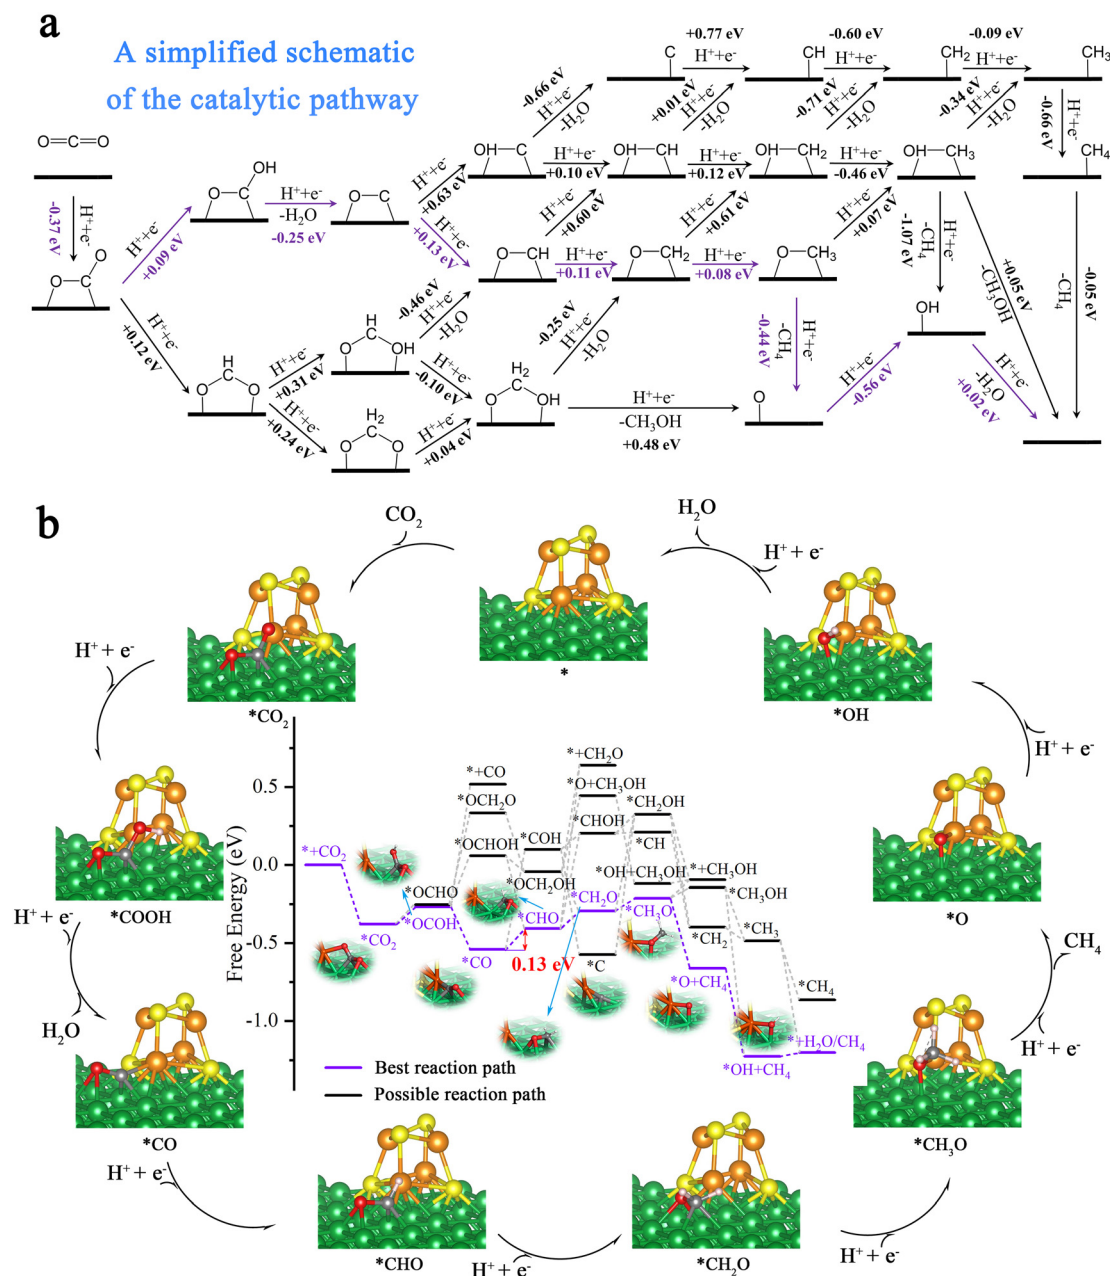 a
A simplified schematic
of the catalytic pathway
O=C=O
-0.37 eV
H⁺+e⁻
O
C
O
H⁺+e⁻
+0.09 eV
H⁺+e⁻
+0.12 eV
OH
C
O
H⁺+e⁻
-H₂O
-0.25 eV
O
C
H⁺+e⁻
+0.63 eV
H⁺+e⁻
+0.13 eV
H
C
O
O
H⁺+e⁻
+0.31 eV
H⁺+e⁻
+0.24 eV
H
C
O
OH
-0.46 eV
H⁺+e⁻
-H₂O
H⁺+e⁻
-0.10 eV
H₂
C
O
O
H⁺+e⁻
+0.04 eV
H₂
C
O
OH
-0.25 eV
H⁺+e⁻
-H₂O
H⁺+e⁻
-CH₃OH
+0.48 eV
OH
C
-0.66 eV
H⁺+e⁻
-H₂O
H⁺+e⁻
+0.10 eV
OH
CH
+0.01 eV
H⁺+e⁻
-H₂O
H⁺+e⁻
+0.12 eV
OH
CH₂
-0.71 eV
H⁺+e⁻
-H₂O
H⁺+e⁻
-0.46 eV
OH
CH₃
-0.34 eV
H⁺+e⁻
-H₂O
C
+0.77 eV
H⁺+e⁻
CH
-0.60 eV
H⁺+e⁻
CH₂
-0.09 eV
H⁺+e⁻
CH₃
-0.66 eV
H⁺+e⁻
CH₄
-0.05 eV
-CH₄
O
CH
H⁺+e⁻
+0.60 eV
H⁺+e⁻
+0.11 eV
O
CH₂
H⁺+e⁻
+0.61 eV
H⁺+e⁻
+0.08 eV
O
CH₃
H⁺+e⁻
+0.07 eV
-0.44 eV
-CH₄
H⁺+e⁻
-1.07 eV
-CH₄
H⁺+e⁻
+0.05 eV
-CH₃OH
O
H⁺+e⁻
-0.56 eV
OH
H⁺+e⁻
-H₂O
+0.02 eV
b
CO₂
H₂O
H⁺ + e⁻
*
*CO₂
*OH
H⁺ + e⁻
H⁺ + e⁻
*COOH
*O
H⁺ + e⁻
H₂O
CH₄
H⁺ + e⁻
*CO
*CH₃O
H⁺ + e⁻
*CHO
H⁺ + e⁻
*CH₂O
H⁺ + e⁻
Free Energy (eV)
0.5
0.0
-0.5
-1.0
*+CO₂
*CO₂
*OCHO
*OCOH
*+CO
*OCH₂O
*OCHOH
*CO
*COH
*OCH₂OH
*CHO
0.13 eV
*+CH₂O
*O+CH₃OH
*CHOH
*CH₂O
*C
*CH₂OH
*CH
*OH+CH₃OH
*CH₃O
*+CH₃OH
*CH₃OH
*CH₂
*O+CH₄
*CH₃
*OH+CH₄
*CH₄
*+H₂O/CH₄
Best reaction path
Possible reaction path